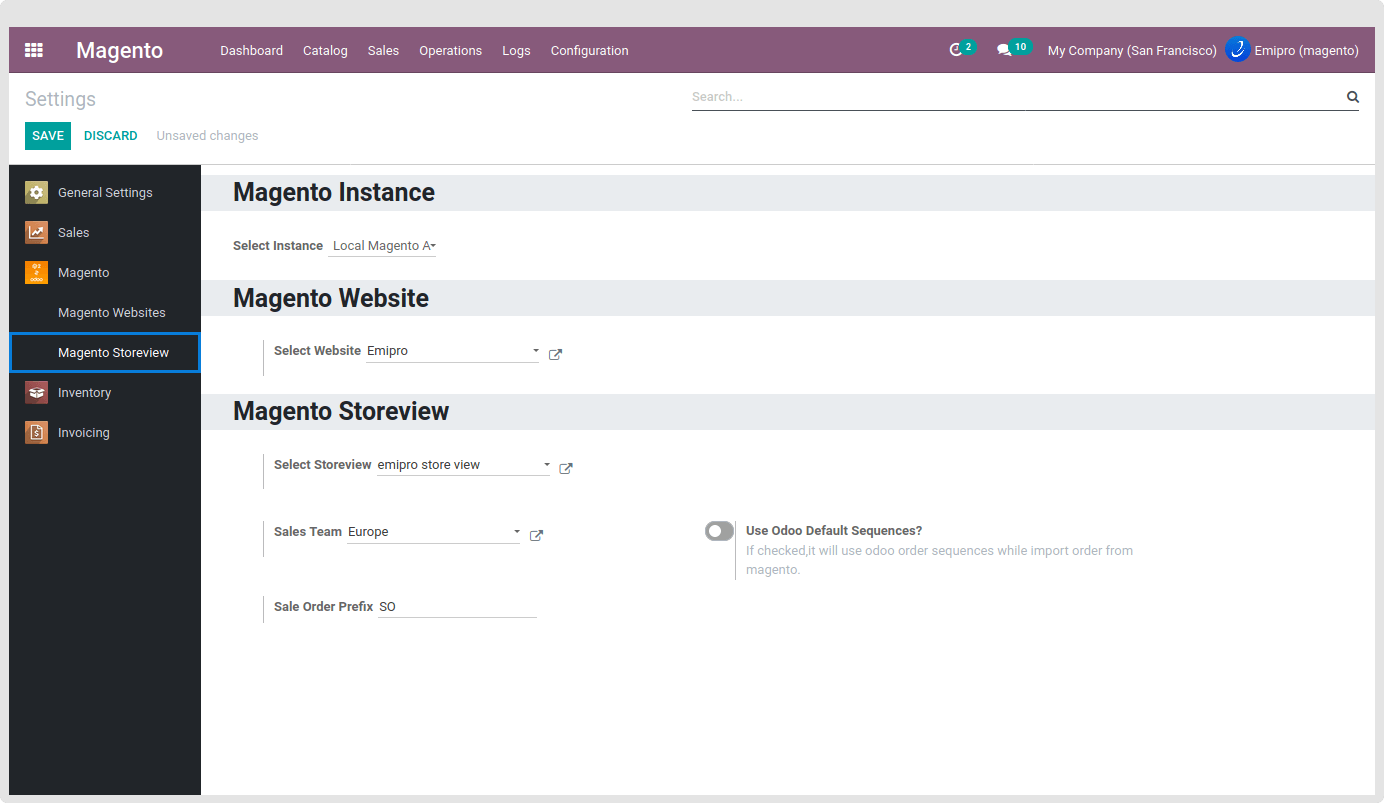 Magento Dashboard Catalog Sales Operations Logs Configuration 2 10 My Company (San Francisco) Emipro (magento)
Settings Search...
SAVE DISCARD Unsaved changes
General Settings
Sales
Magento
Magento Websites
Magento Storeview
Inventory
Invoicing
Magento Instance
Select Instance Local Magento A
Magento Website
Select Website Emipro
Magento Storeview
Select Storeview emipro store view
Sales Team Europe
Use Odoo Default Sequences?
If checked,it will use odoo order sequences while import order from
magento.
Sale Order Prefix SO